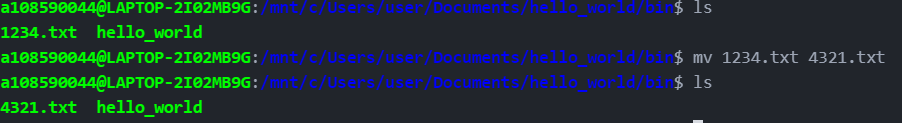 a108590044@LAPTOP-2I02MB9G:/mnt/c/Users/user/Documents/hello_world/bin$ ls
1234.txt  hello_world
a108590044@LAPTOP-2I02MB9G:/mnt/c/Users/user/Documents/hello_world/bin$ mv 1234.txt 4321.txt
a108590044@LAPTOP-2I02MB9G:/mnt/c/Users/user/Documents/hello_world/bin$ ls
4321.txt  hello_world